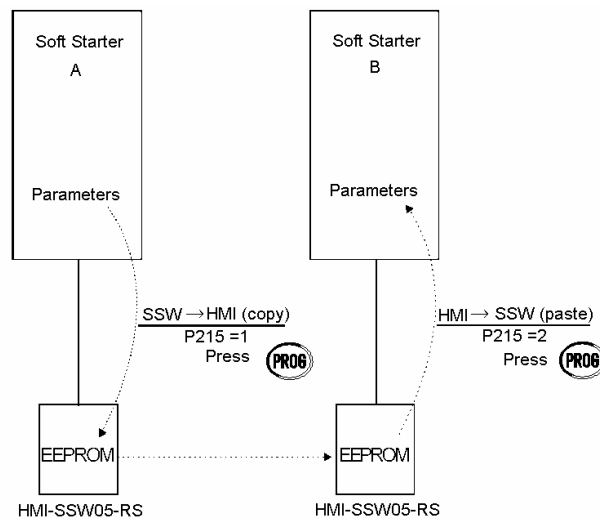 Soft Starter
A
Parameters
SSW → HMI (copy)
P215 =1
Press PROG
EEPROM
HMI-SSW05-RS
Soft Starter
B
Parameters
HMI → SSW (paste)
P215 =2
Press PROG
EEPROM
HMI-SSW05-RS